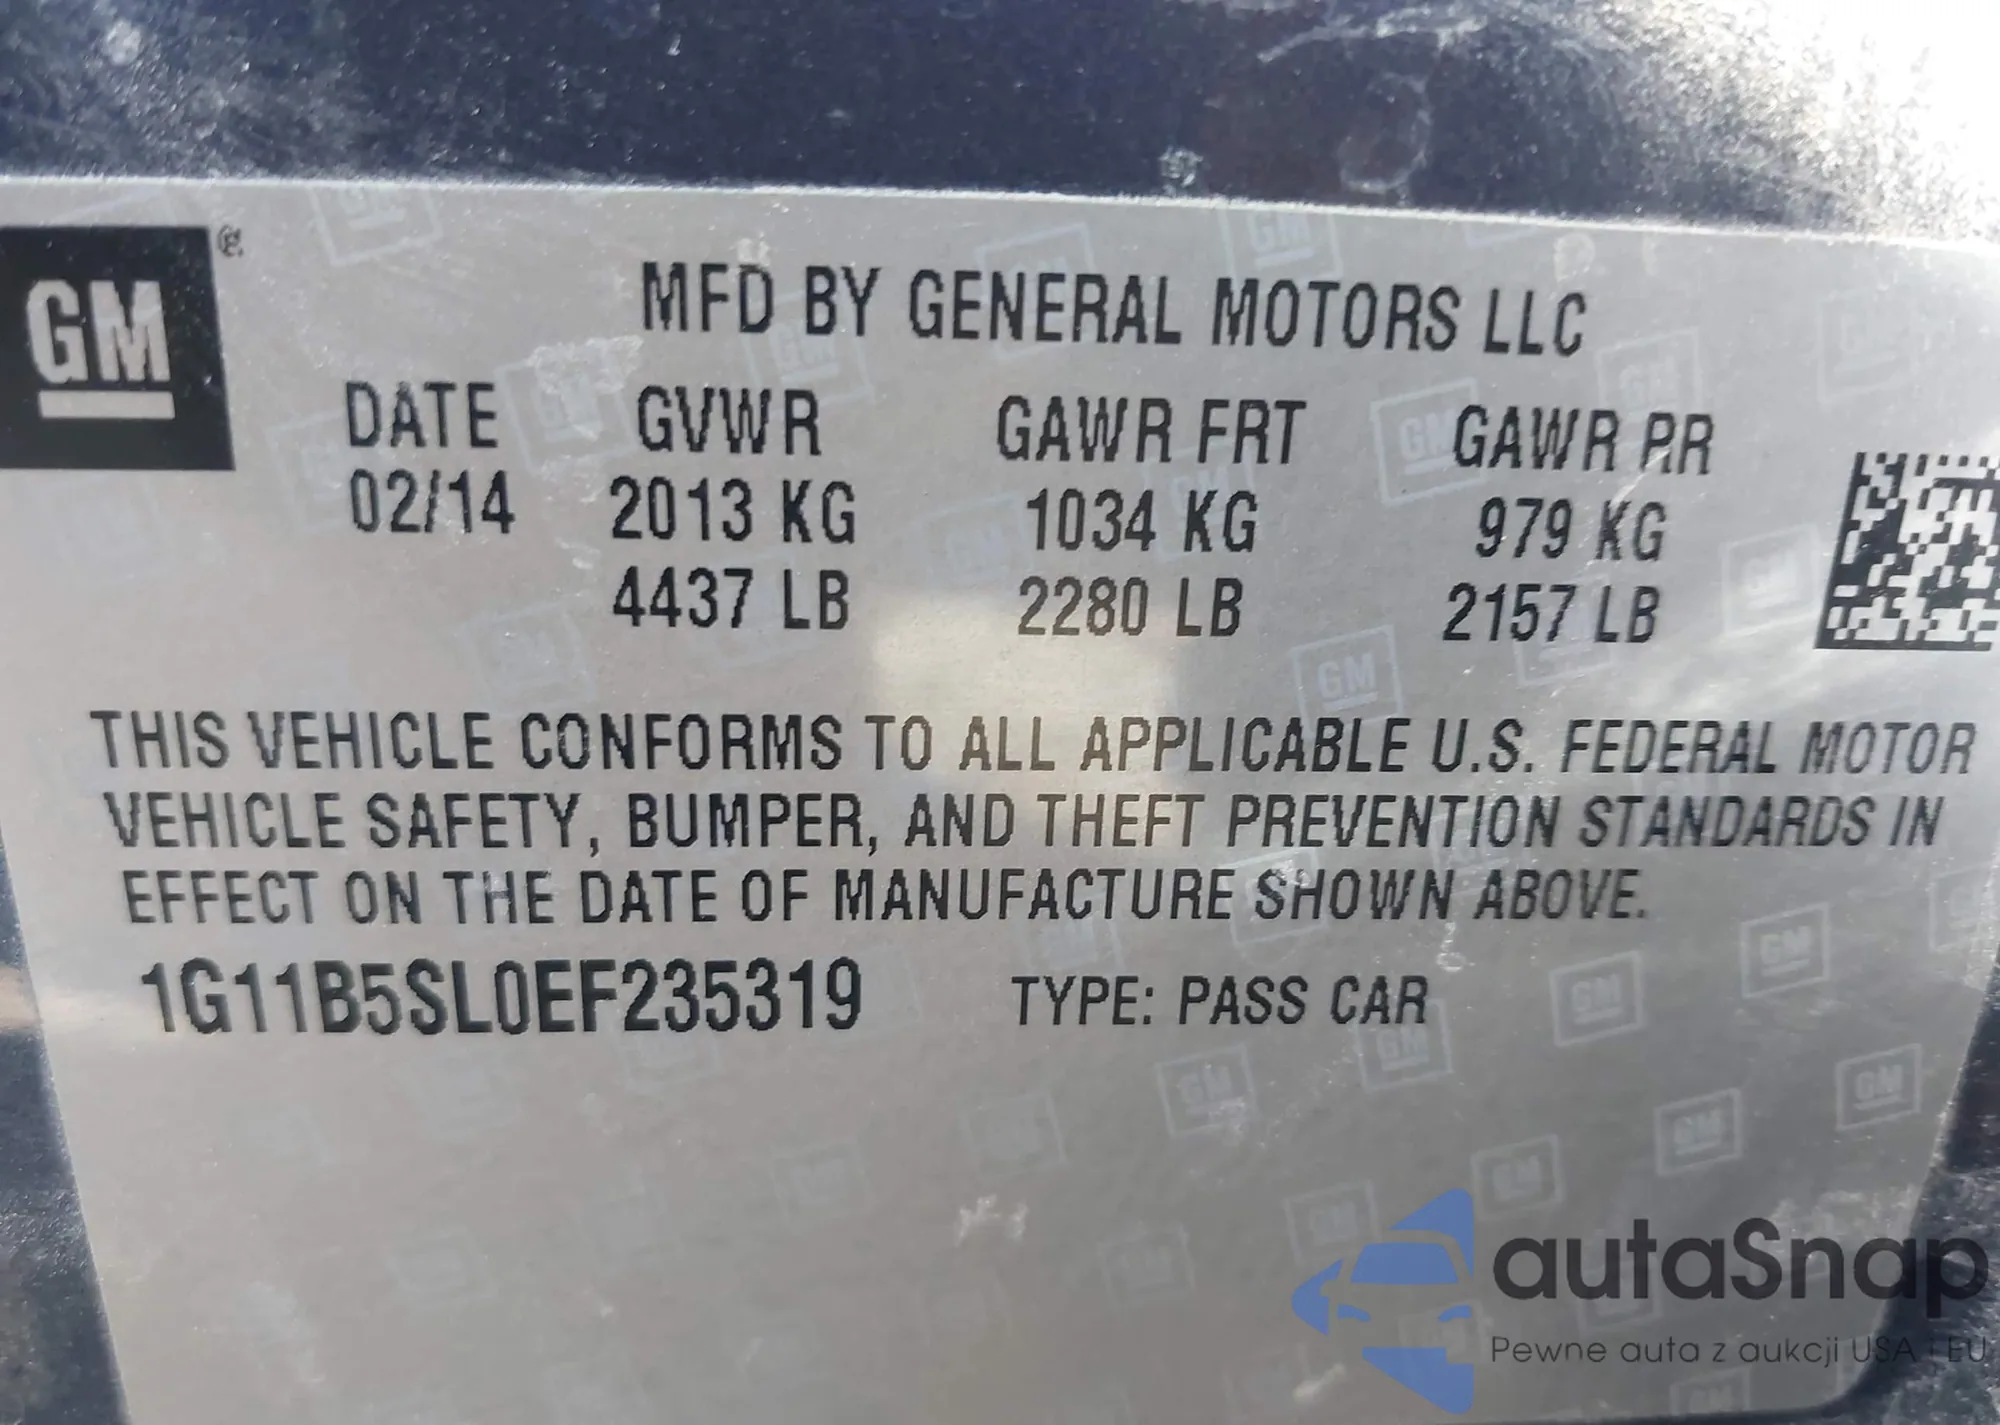 GM
MFD BY GENERAL MOTORS LLC
DATE GVWR GAWR FRT GAWR RR
02/14 2013 KG 1034 KG 979 KG
4437 LB 2280 LB 2157 LB
THIS VEHICLE CONFORMS TO ALL APPLICABLE U.S. FEDERAL MOTOR
VEHICLE SAFETY, BUMPER, AND THEFT PREVENTION STANDARDS IN
EFFECT ON THE DATE OF MANUFACTURE SHOWN ABOVE.
1G11B5SL0EF235319 TYPE: PASS CAR
autaSnap
Pewne auta z aukcji USA i EU